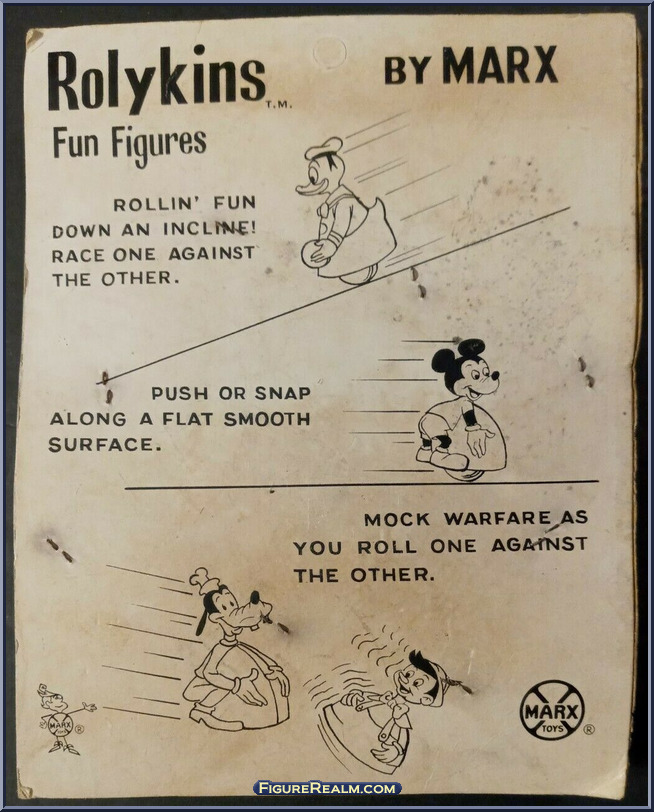 Rolykins T.M.
BY MARX
Fun Figures
ROLLIN' FUN
DOWN AN INCLINE!
RACE ONE AGAINST
THE OTHER.
PUSH OR SNAP
ALONG A FLAT SMOOTH
SURFACE.
MOCK WARFARE AS
YOU ROLL ONE AGAINST
THE OTHER.
MARX
®
MARX
TOYS
®
FIGUREREALM.COM